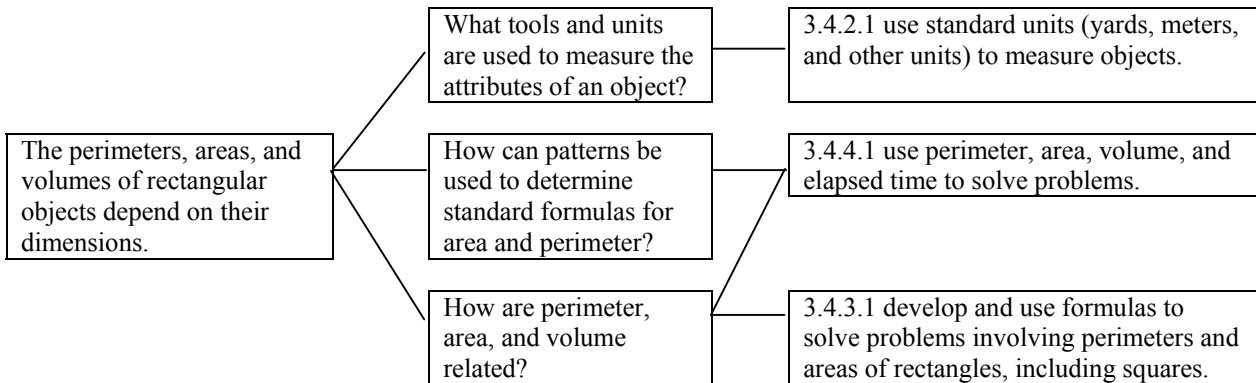 The perimeters, areas, and
volumes of rectangular
objects depend on their
dimensions.
What tools and units
are used to measure the
attributes of an object?
How can patterns be
used to determine
standard formulas for
area and perimeter?
How are perimeter,
area, and volume
related?
3.4.2.1 use standard units (yards, meters,
and other units) to measure objects.
3.4.4.1 use perimeter, area, volume, and
elapsed time to solve problems.
3.4.3.1 develop and use formulas to
solve problems involving perimeters and
areas of rectangles, including squares.